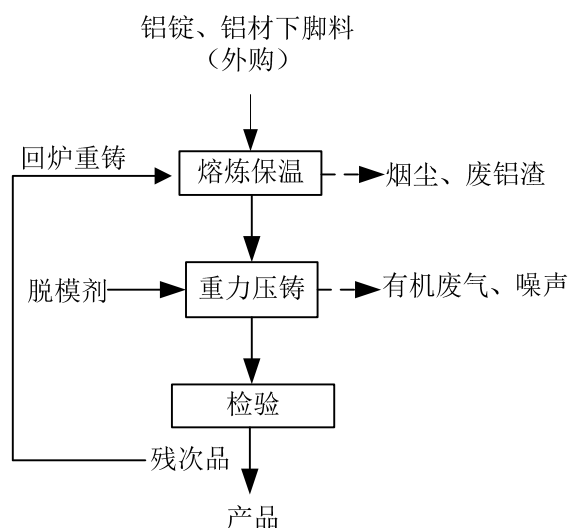 铝锭、铝材下脚料
（外购）
回炉重铸
熔炼保温
烟尘、废铝渣
脱模剂
重力压铸
有机废气、噪声
检验
残次品
产品